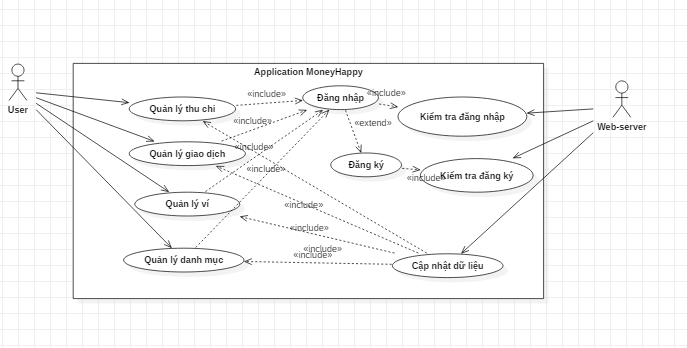 Application MoneyHappy
User
Web-server
Quản lý thu chi
«include»
Đăng nhập
«include»
Kiểm tra đăng nhập
«include»
«extend»
Quản lý giao dịch
«include»
Đăng ký
«include»
Kiểm tra đăng ký
«include»
Quản lý ví
«include»
«include»
«include»
«include»
Quản lý danh mục
Cập nhật dữ liệu